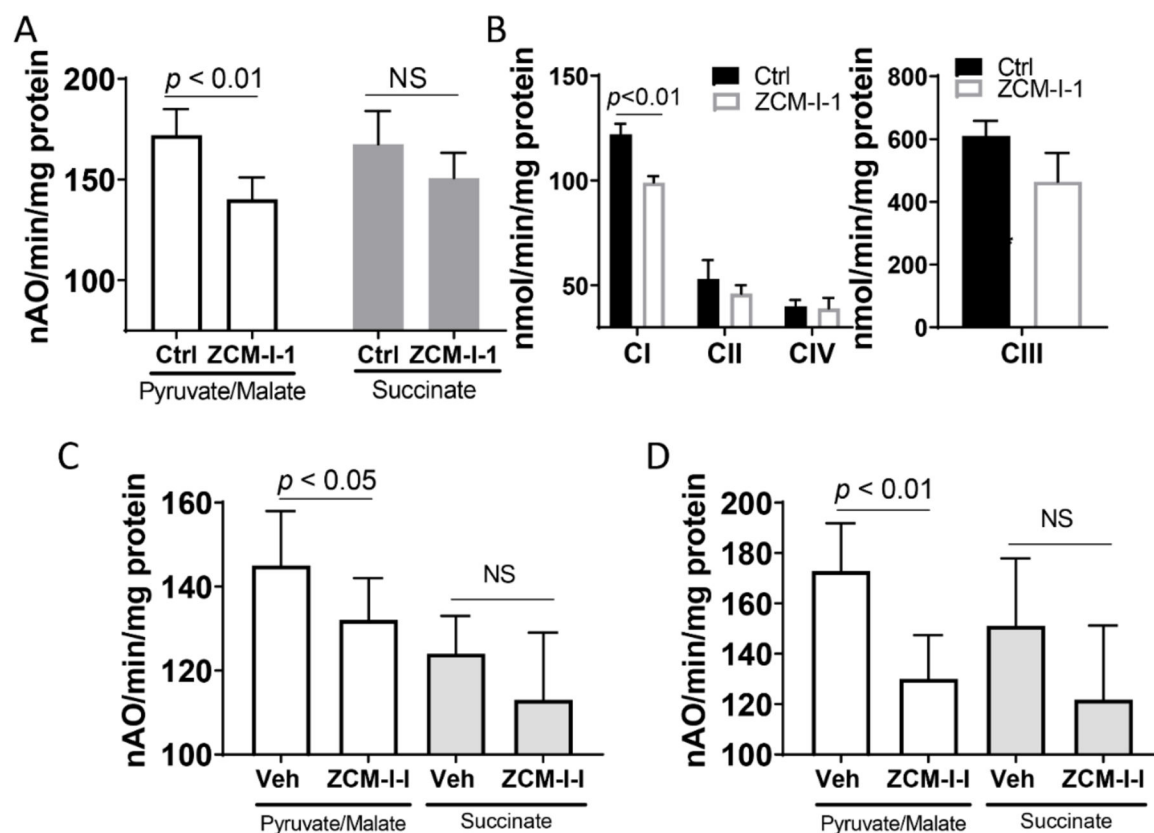 A
nAO/min/mg protein
200
150
100
p < 0.01
NS
Ctrl ZCM-I-1 Ctrl ZCM-I-1
Pyruvate/Malate Succinate
B
nmol/min/mg protein
150
100
50
Ctrl
ZCM-I-1
p<0.01
CI CII CIV
nmol/min/mg protein
800
600
400
200
0
Ctrl
ZCM-I-1
CIII
C
nAO/min/mg protein
160
140
120
100
p < 0.05
NS
Veh ZCM-I-I Veh ZCM-I-I
Pyruvate/Malate Succinate
D
nAO/min/mg protein
200
180
160
140
120
100
p < 0.01
NS
Veh ZCM-I-I Veh ZCM-I-I
Pyruvate/Malate Succinate